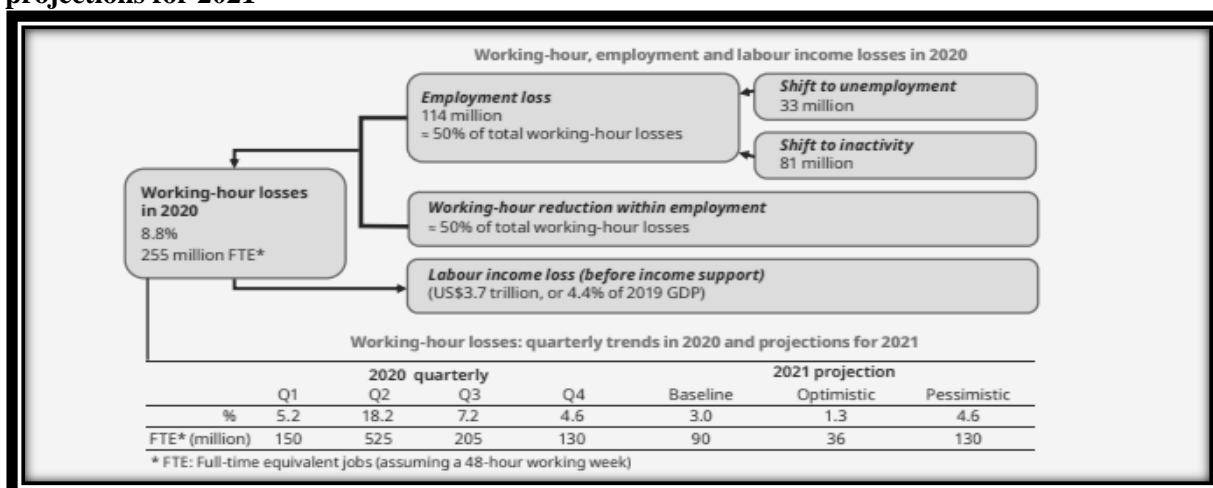 projections for 2021
Working-hour, employment and labour income losses in 2020
Employment loss
114 million
≈ 50% of total working-hour losses
Shift to unemployment
33 million
Shift to inactivity
81 million
Working-hour losses
in 2020
8.8%
255 million FTE*
Working-hour reduction within employment
≈ 50% of total working-hour losses
Labour income loss (before income support)
(US$3.7 trillion, or 4.4% of 2019 GDP)
Working-hour losses: quarterly trends in 2020 and projections for 2021
2020 quarterly 2021 projection
Q1 Q2 Q3 Q4 Baseline Optimistic Pessimistic
% 5.2 18.2 7.2 4.6 3.0 1.3 4.6
FTE* (million) 150 525 205 130 90 36 130
* FTE: Full-time equivalent jobs (assuming a 48-hour working week)